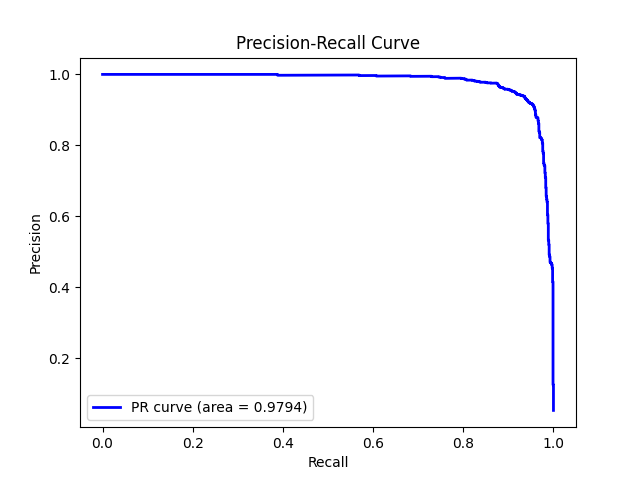 Precision-Recall Curve
1.0
0.8
0.6
0.4
0.2
Precision
PR curve (area = 0.9794)
0.0 0.2 0.4 0.6 0.8 1.0
Recall